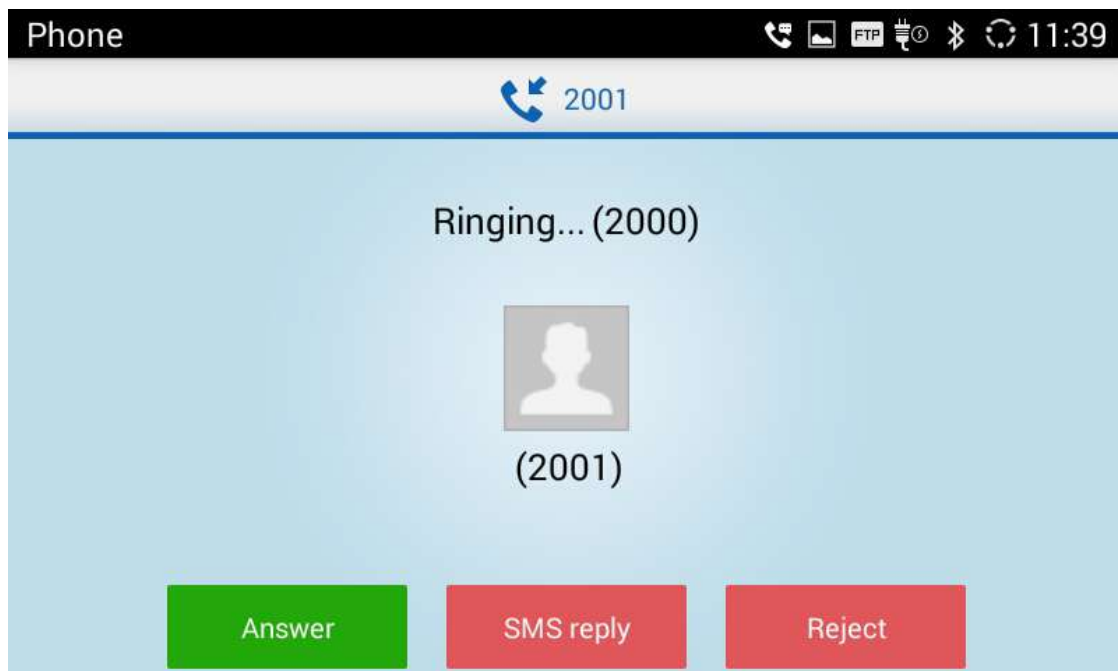 Phone FTP 11:39
2001
Ringing... (2000)
(2001)
Answer SMS reply Reject